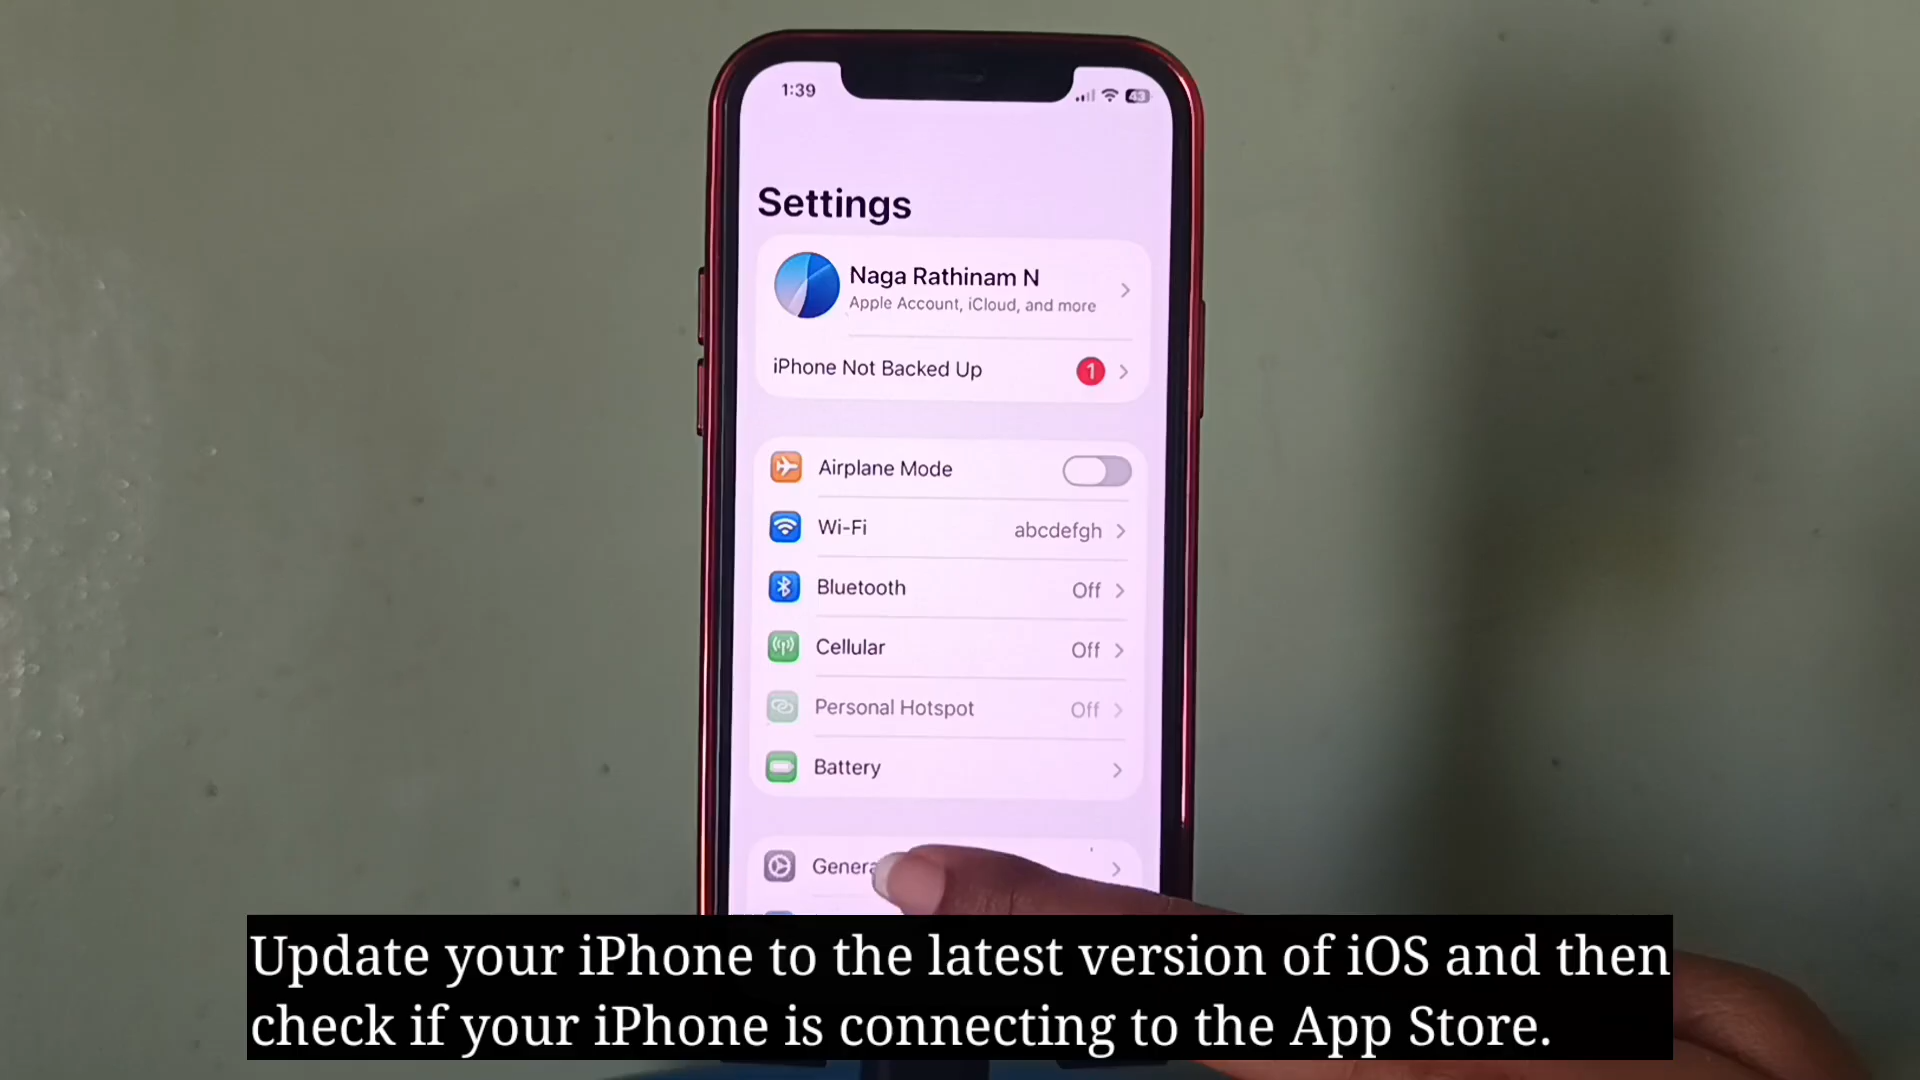 1:39
43
Settings
Naga Rathinam N
Apple Account, iCloud, and more
iPhone Not Backed Up 1
Airplane Mode
Wi-Fi abcdefgh
Bluetooth Off
Cellular Off
Personal Hotspot Off
Battery
Genera
Update your iPhone to the latest version of iOS and then
check if your iPhone is connecting to the App Store.